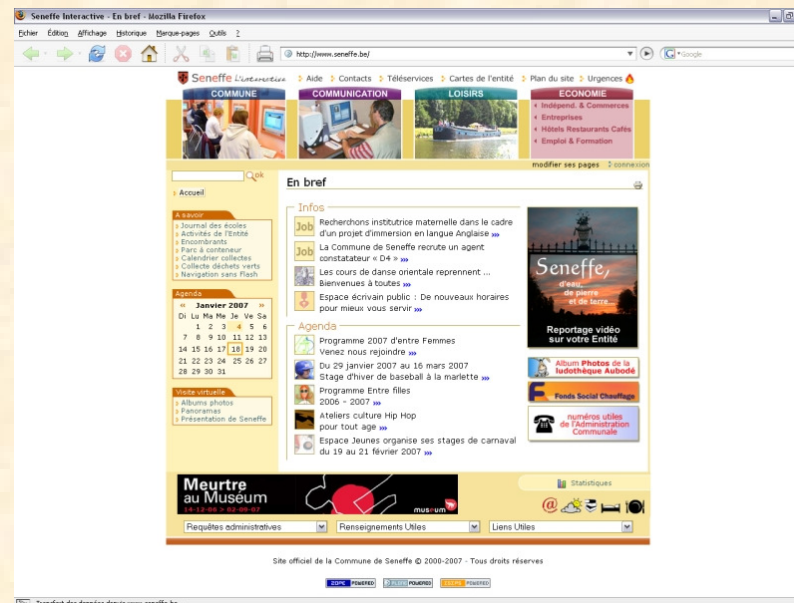 Seneffe Interactive - En bref - Mozilla Firefox
Fichier Édition Affichage Historique Marque-pages Outils ?
http://www.seneffe.be/
Google
Seneffe L'interactive Aide Contacts Téléservices Cartes de l'entité Plan du site Urgences
COMMUNE COMMUNICATION LOISIRS ECONOMIE
Indépend. & Commerces
Entreprises
Hôtels Restaurants Cafés
Emploi & Formation
modifier ses pages connexion
ok
Accueil
A savoir
Journal des écoles
Activités de l'Entité
Encombrants
Parc à conteneur
Calendrier collectes
Collecte déchets verts
Navigation sans Flash
Agenda
« Janvier 2007 »
Di Lu Ma Me Je Ve Sa
1 2 3 4 5 6
7 8 9 10 11 12 13
14 15 16 17 18 19 20
21 22 23 24 25 26 27
28 29 30 31
Visite virtuelle
Albums photos
Panoramas
Présentation de Seneffe
En bref
Infos
Job
Recherchons institutrice maternelle dans le cadre
d'un projet d'immersion en langue Anglaise »»
Job
La Commune de Seneffe recrute un agent
constatateur « D4 » »»
Les cours de danse orientale reprennent ...
Bienvenues à toutes »»
Espace écrivain public : De nouveaux horaires
pour mieux vous servir »»
Agenda
Programme 2007 d'entre Femmes
Venez nous rejoindre »»
Du 29 janvier 2007 au 16 mars 2007
Stage d'hiver de baseball à la marlette »»
Programme Entre filles
2006 - 2007 »»
Ateliers culture Hip Hop
pour tout age »»
Espace Jeunes organise ses stages de carnaval
du 19 au 21 février 2007 »»
Seneffe,
d'eau,
de pierre
et de terre...
Reportage vidéo
sur votre Entité
Album Photos de la
ludothèque Aubodé
Fonds Social Chauffage
numéros utiles
de l'Administration
Communale
Meurtre
au Muséum
14-12-06 > 02-09-07
museum
Statistiques
Requêtes administratives
Renseignements Utiles
Liens Utiles
Site officiel de la Commune de Seneffe © 2000-2007 - Tous droits réservés
ZOPE POWERED
PLONE POWERED
POWERED